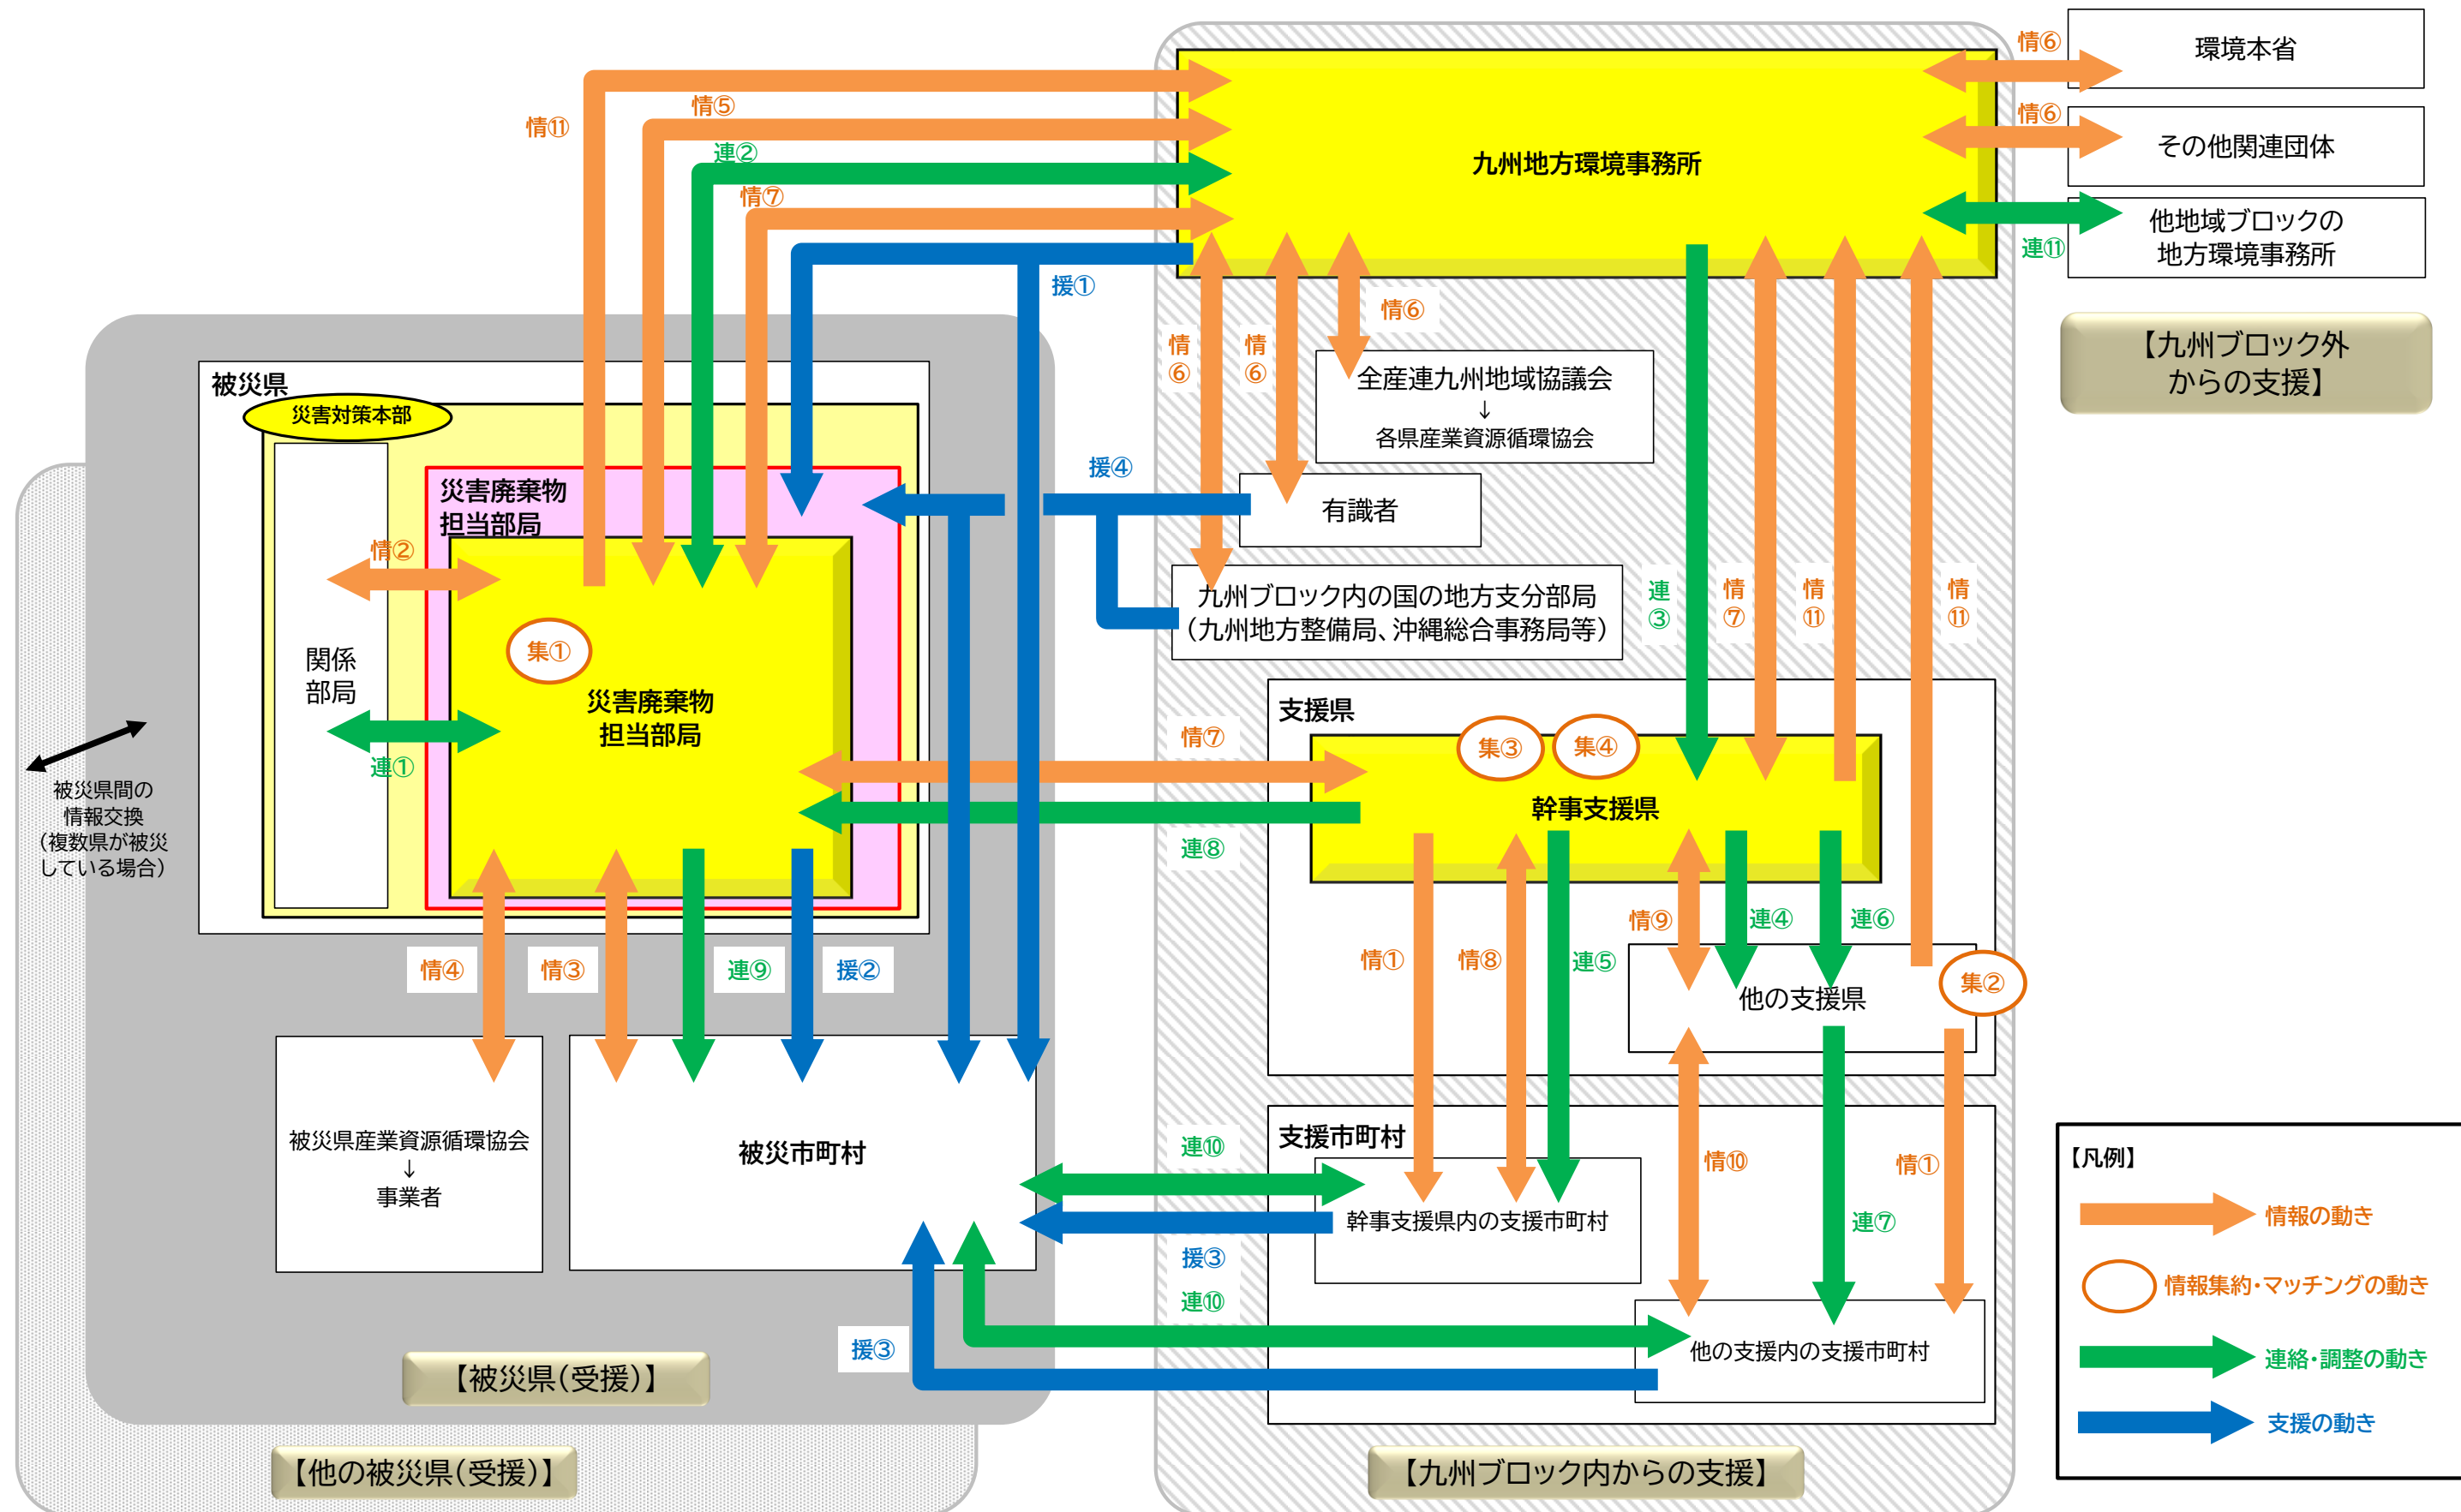 環境本省
情⑥
その他関連団体
情⑥
他地域ブロックの
地方環境事務所
連⑪
【九州ブロック外
からの支援】
九州地方環境事務所
情⑪
情⑤
連②
情⑦
援①
情
⑥
情
⑥
情⑥
全産連九州地域協議会
↓
各県産業資源循環協会
援④
有識者
九州ブロック内の国の地方支分部局
（九州地方整備局、沖縄総合事務局等）
連
③
情
⑦
情
⑪
情
⑪
被災県
災害対策本部
災害廃棄物
担当部局
情②
関係
部局
連①
集①
災害廃棄物
担当部局
被災県間の
情報交換
（複数県が被災
している場合）
情⑦
連⑧
支援県
集③
集④
幹事支援県
情①
情⑧
連⑤
情⑨
連④
連⑥
他の支援県
集②
情④
情③
連⑨
援②
被災県産業資源循環協会
↓
事業者
被災市町村
連⑩
援③
連⑩
援③
支援市町村
幹事支援県内の支援市町村
情⑩
連⑦
情①
他の支援内の支援市町村
【被災県（受援）】
【他の被災県（受援）】
【九州ブロック内からの支援】
【凡例】
情報の動き
情報集約・マッチングの動き
連絡・調整の動き
支援の動き